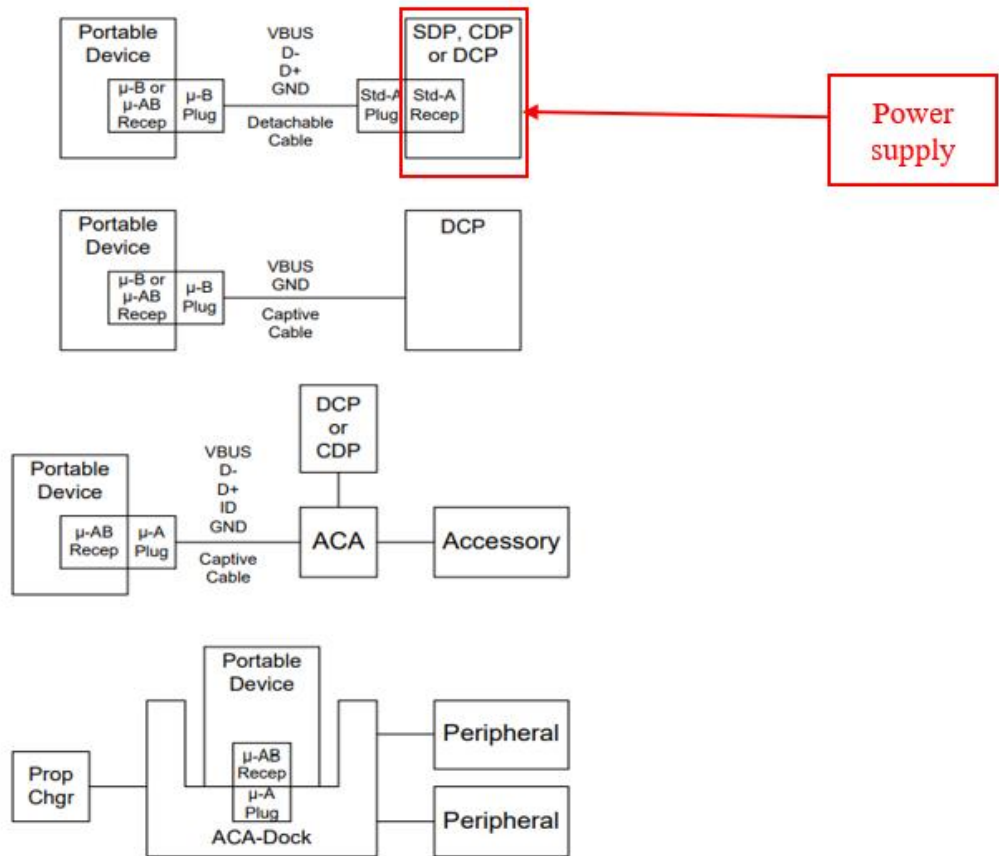 Portable
Device
VBUS
D-
D+
GND
SDP, CDP
or DCP
µ-B or
µ-AB
Recep
µ-B
Plug
Detachable
Cable
Std-A
Plug
Std-A
Recep
Power
supply
Portable
Device
DCP
µ-B or
µ-AB
Recep
µ-B
Plug
VBUS
GND
Captive
Cable
DCP
or
CDP
Portable
Device
VBUS
D-
D+
ID
GND
µ-AB
Recep
µ-A
Plug
Captive
Cable
ACA
Accessory
Portable
Device
Prop
Chgr
µ-AB
Recep
µ-A
Plug
ACA-Dock
Peripheral
Peripheral